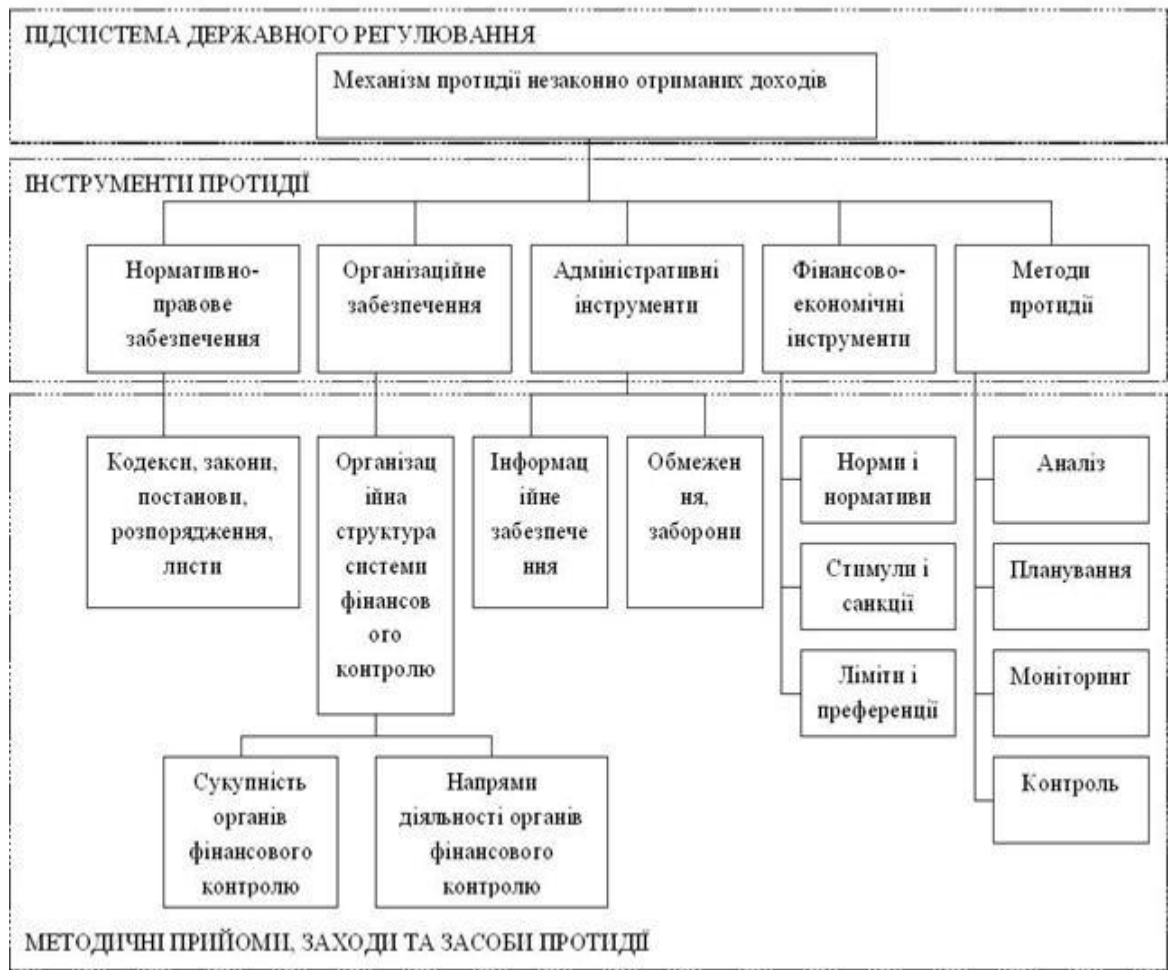 ПІДСИСТЕМА ДЕРЖАВНОГО РЕГУЛЮВАННЯ
Механізм протидії незаконно отриманих доходів
ІНСТРУМЕНТИ ПРОТИДІЇ
Нормативно-
правове
забезпечення
Організаційне
забезпечення
Адміністративні
інструменти
Фінансово-
економічні
інструменти
Методи
протидії
Кодекси, закони,
постанови,
розпорядження,
листи
Організац
ійна
структура
системи
фінансов
ого
контролю
Інформац
ійне
забезпече
ння
Обмежен
ня,
заборони
Норми і
нормативи
Стимули і
санкції
Ліміти і
преференції
Аналіз
Планування
Моніторинг
Контроль
Сукупність
органів
фінансового
контролю
Напрями
діяльності органів
фінансового
контролю
МЕТОДИЧНІ ПРИЙОМИ, ЗАХОДИ ТА ЗАСОБИ ПРОТИДІЇ